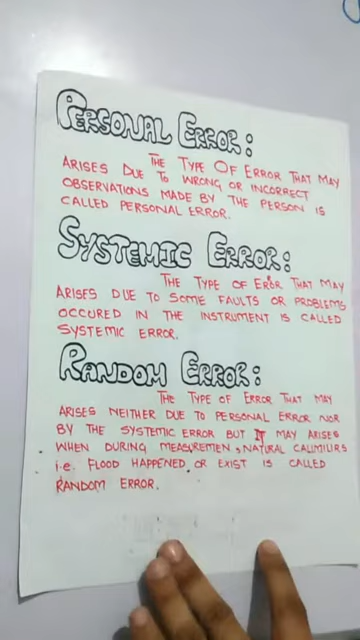 PERSONAL ERROR:
THE TYPE OF ERROR THAT MAY
ARISES DUE TO WRONG OR INCORRECT
OBSERVATIONS MADE BY THE PERSON IS
CALLED PERSONAL ERROR.
SYSTEMIC ERROR:
THE TYPE OF EROR THAT MAY
ARISES DUE TO SOME FAULTS OR PROBLEMS
OCCURED IN THE INSTRUMENT IS CALLED
SYSTEMIC ERROR.
RANDOM ERROR:
THE TYPE OF ERROR THAT MAY
ARISES NEITHER DUE TO PERSONAL ERROR NOR
BY THE SYSTEMIC ERROR BUT IT MAY ARISES
WHEN DURING MEASUREMEN, NATURAL
i.e. FLOOD HAPPENED OR EXIST IS CALLED
RANDOM ERROR.